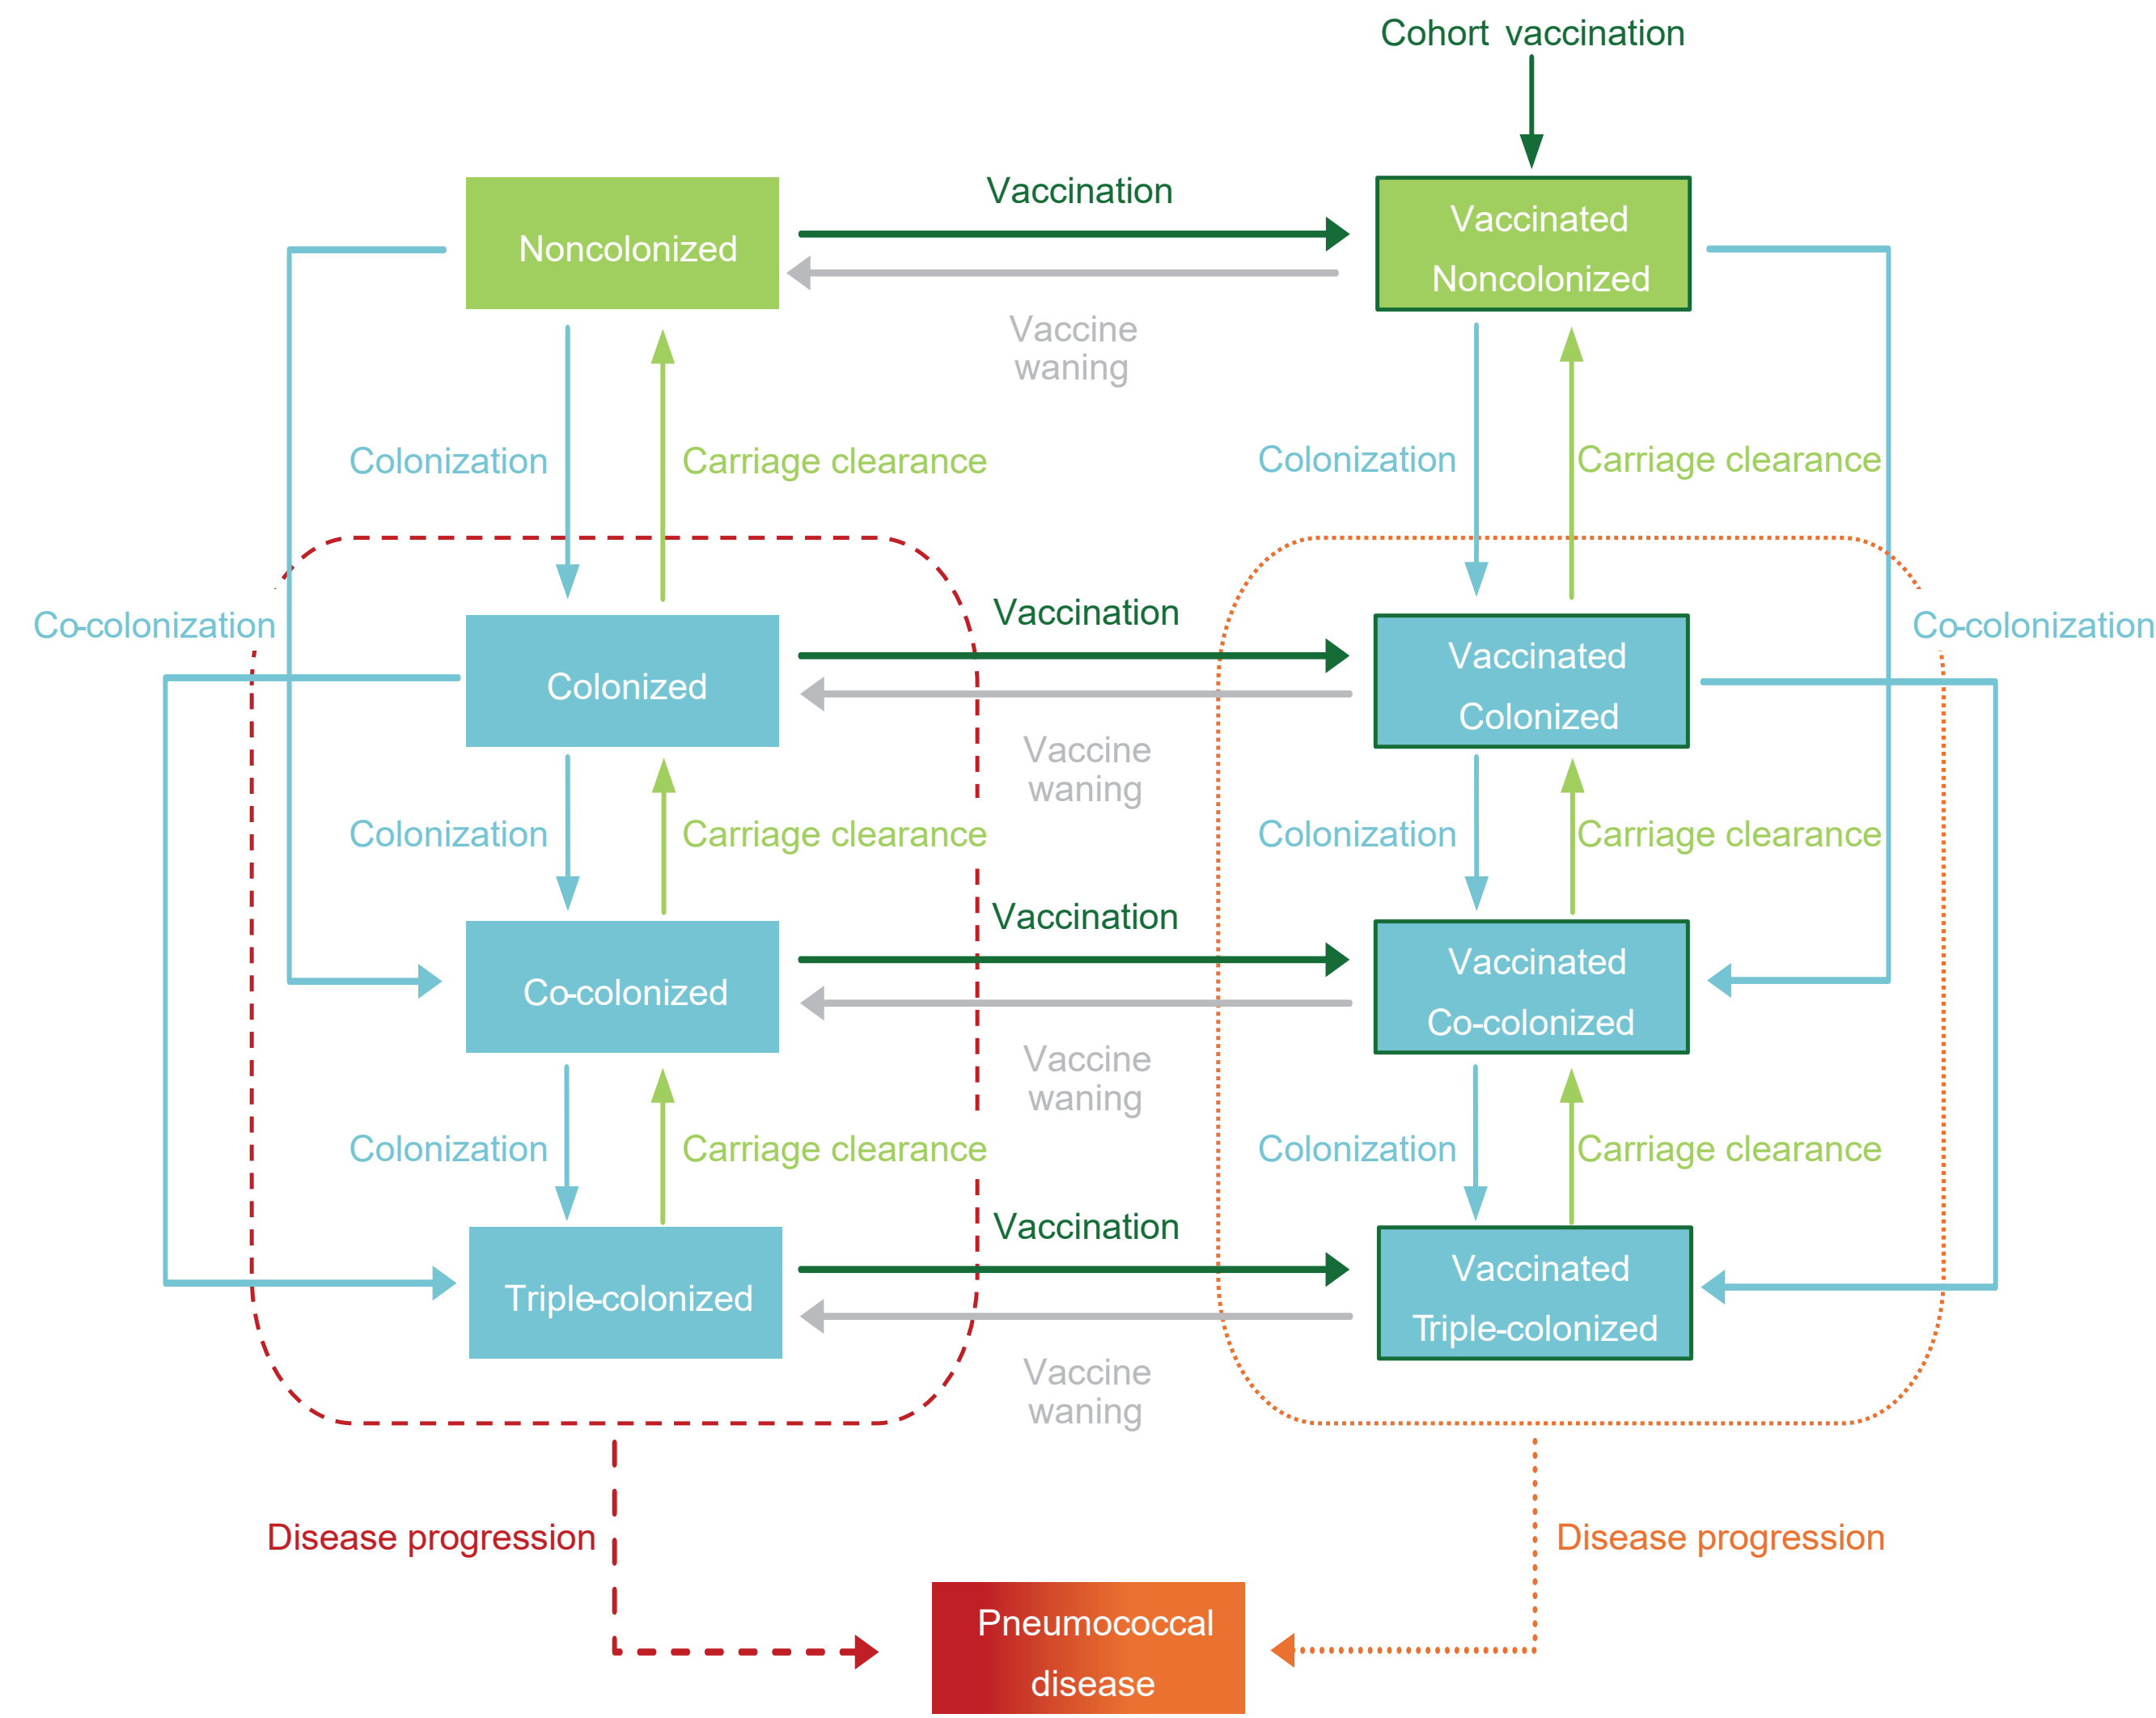 Cohort vaccination
Vaccination
Noncolonized
Vaccinated
Noncolonized
Vaccine
waning
Colonization
Carriage clearance
Colonization
Carriage clearance
Co-colonization
Vaccination
Co-colonization
Colonized
Vaccinated
Colonized
Vaccine
waning
Colonization
Carriage clearance
Colonization
Carriage clearance
Vaccination
Co-colonized
Vaccinated
Co-colonized
Vaccine
waning
Colonization
Carriage clearance
Colonization
Carriage clearance
Vaccination
Triple-colonized
Vaccinated
Triple-colonized
Vaccine
waning
Disease progression
Disease progression
Pneumococcal
disease